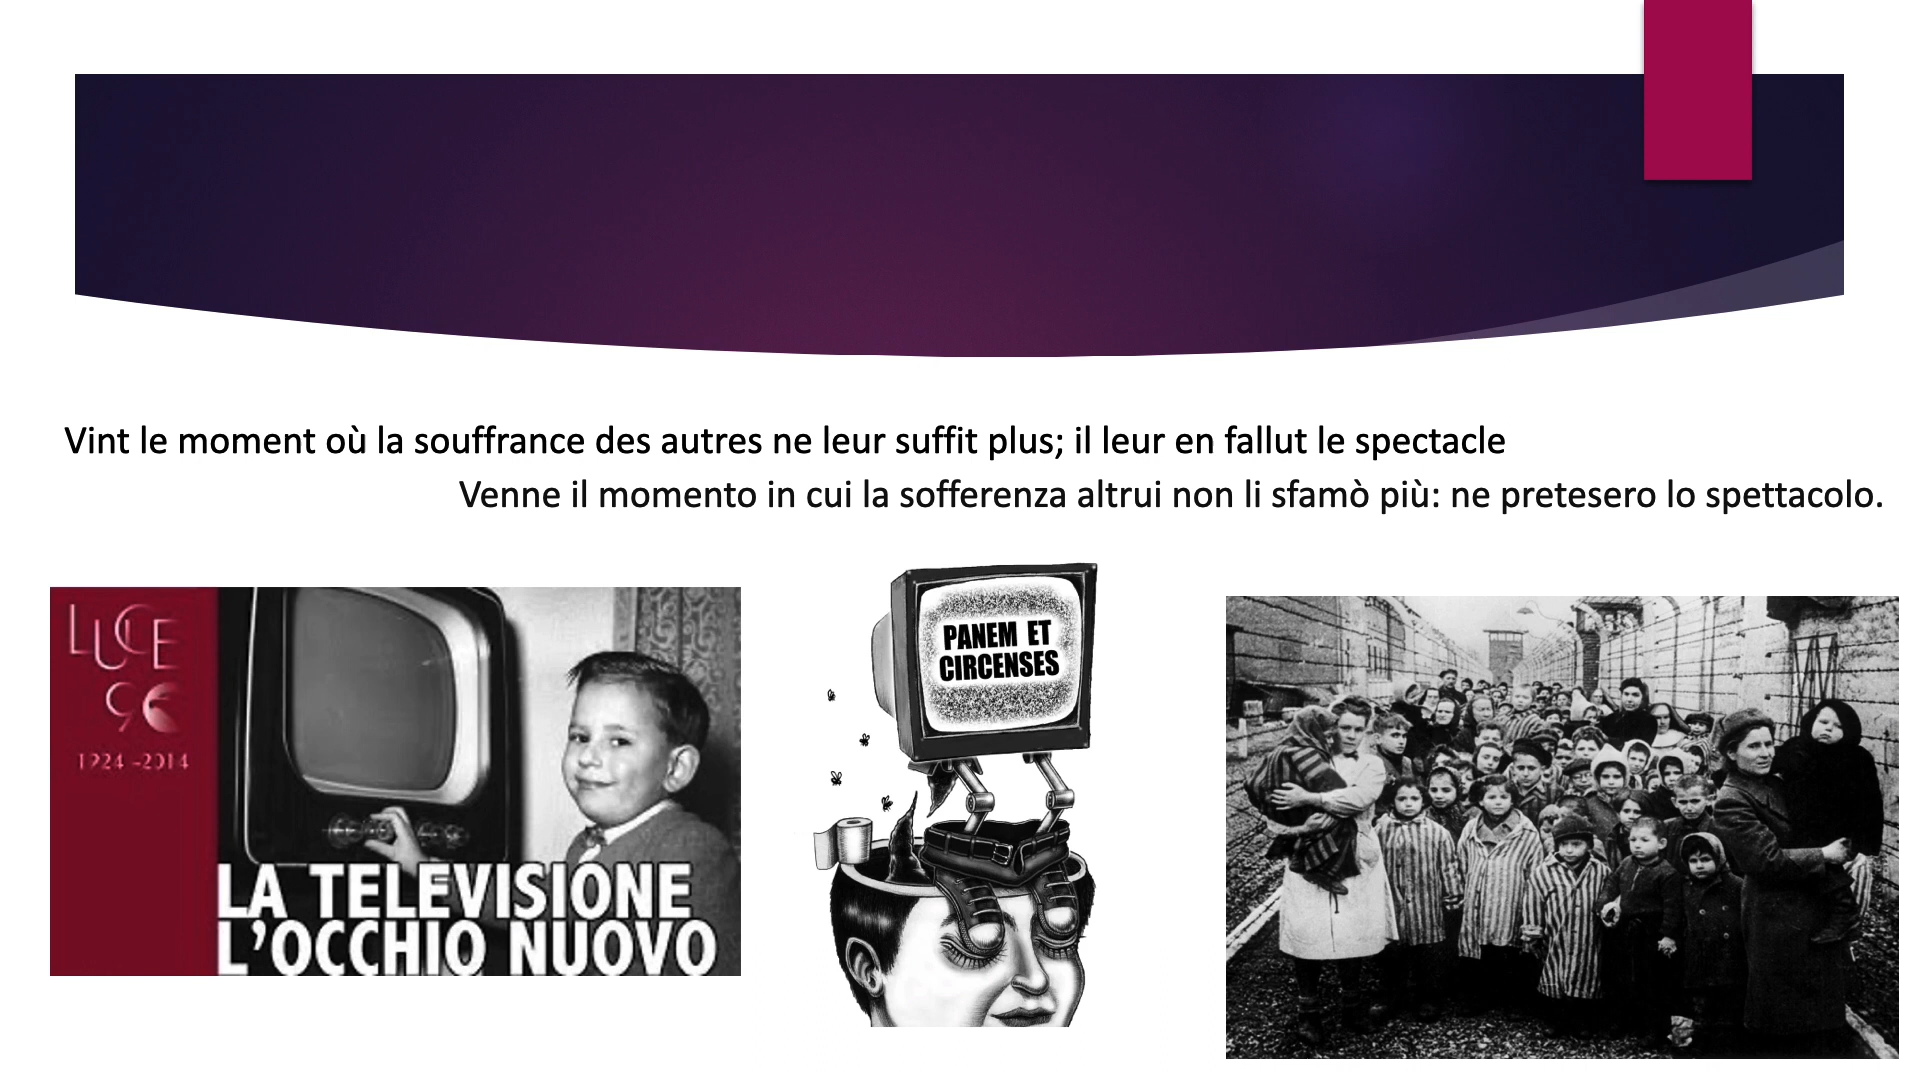 Vint le moment où la souffrance des autres ne leur suffit plus; il leur en fallut le spectacle
Venne il momento in cui la sofferenza altrui non li sfamò più: ne pretesero lo spettacolo.
LUCE
90
1924 -2014
LA TELEVISIONE
L'OCCHIO NUOVO
PANEM ET
CIRCENSES